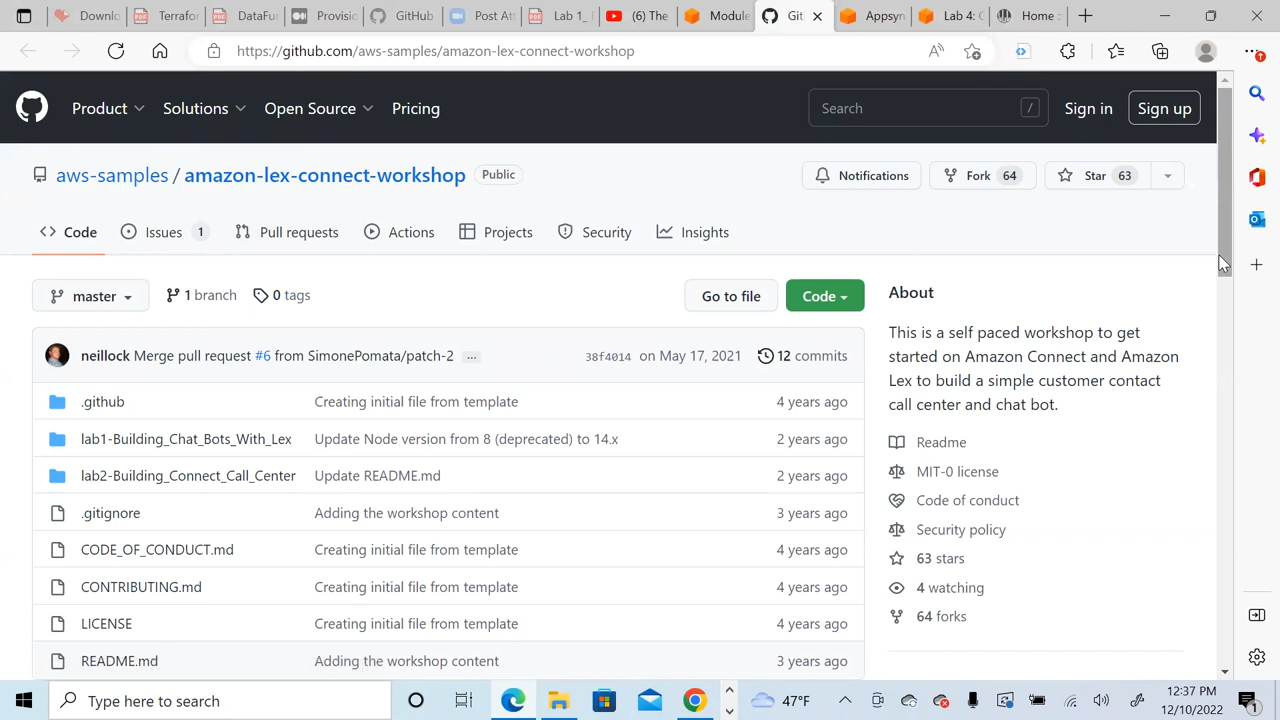 Downlo
Terrafor
DataFun
Provisio
GitHub
Post Att
Lab 1_
(6) The
Module
Git
Appsyn
Lab 4: C
Home :
https://github.com/aws-samples/amazon-lex-connect-workshop
Product
Solutions
Open Source
Pricing
Search
/
Sign in
Sign up
aws-samples / amazon-lex-connect-workshop
Public
Notifications
Fork 64
Star 63
Code
Issues 1
Pull requests
Actions
Projects
Security
Insights
master
1 branch
0 tags
Go to file
Code
About
This is a self paced workshop to get
started on Amazon Connect and Amazon
Lex to build a simple customer contact
call center and chat bot.
neillock Merge pull request #6 from SimonePomata/patch-2 ...
38f4014 on May 17, 2021
12 commits
.github Creating initial file from template 4 years ago
lab1-Building_Chat_Bots_With_Lex Update Node version from 8 (deprecated) to 14.x 2 years ago
lab2-Building_Connect_Call_Center Update README.md 2 years ago
.gitignore Adding the workshop content 3 years ago
CODE_OF_CONDUCT.md Creating initial file from template 4 years ago
CONTRIBUTING.md Creating initial file from template 4 years ago
LICENSE Creating initial file from template 4 years ago
README.md Adding the workshop content 3 years ago
Readme
MIT-0 license
Code of conduct
Security policy
63 stars
4 watching
64 forks
Type here to search
47°F
12:37 PM
12/10/2022
1